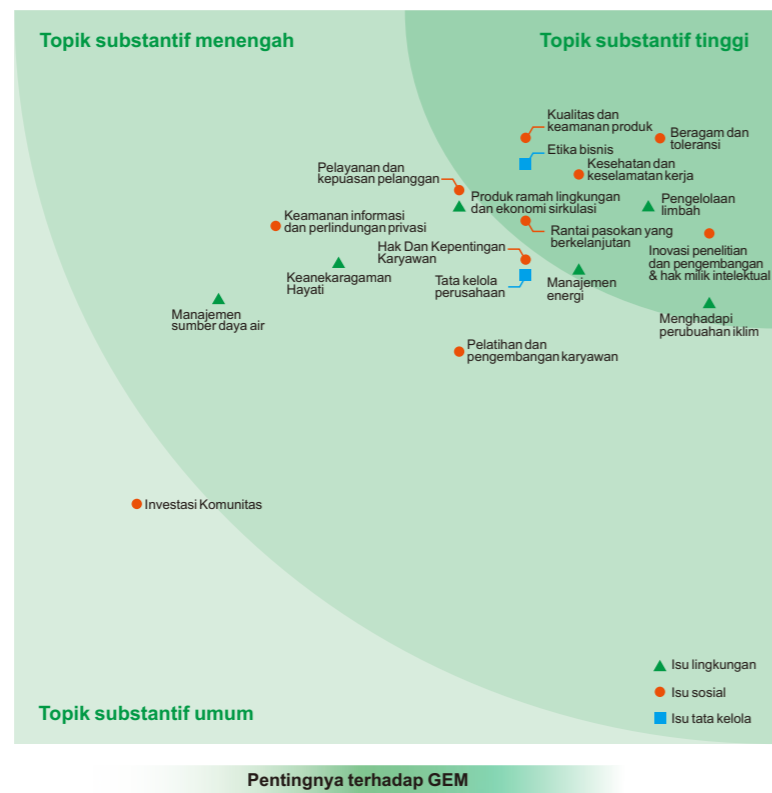 Topik substantif menengah
Topik substantif tinggi
Kualitas dan
keamanan produk
Beragam dan
toleransi
Etika bisnis
Kesehatan dan
keselamatan kerja
Pelayanan dan
kepuasan pelanggan
Produk ramah lingkungan
dan ekonomi sirkulasi
Pengelolaan
limbah
Keamanan informasi
dan perlindungan privasi
Rantai pasokan yang
berkelanjutan
Hak Dan Kepentingan
Karyawan
Inovasi penelitian
dan pengembangan
& hak milik intelektual
Keanekaragaman
Hayati
Tata kelola
perusahaan
Manajemen
energi
Manajemen
sumber daya air
Menghadapi
perubuahan iklim
Pelatihan dan
pengembangan karyawan
Investasi Komunitas
Isu lingkungan
Isu sosial
Isu tata kelola
Topik substantif umum
Pentingnya terhadap GEM